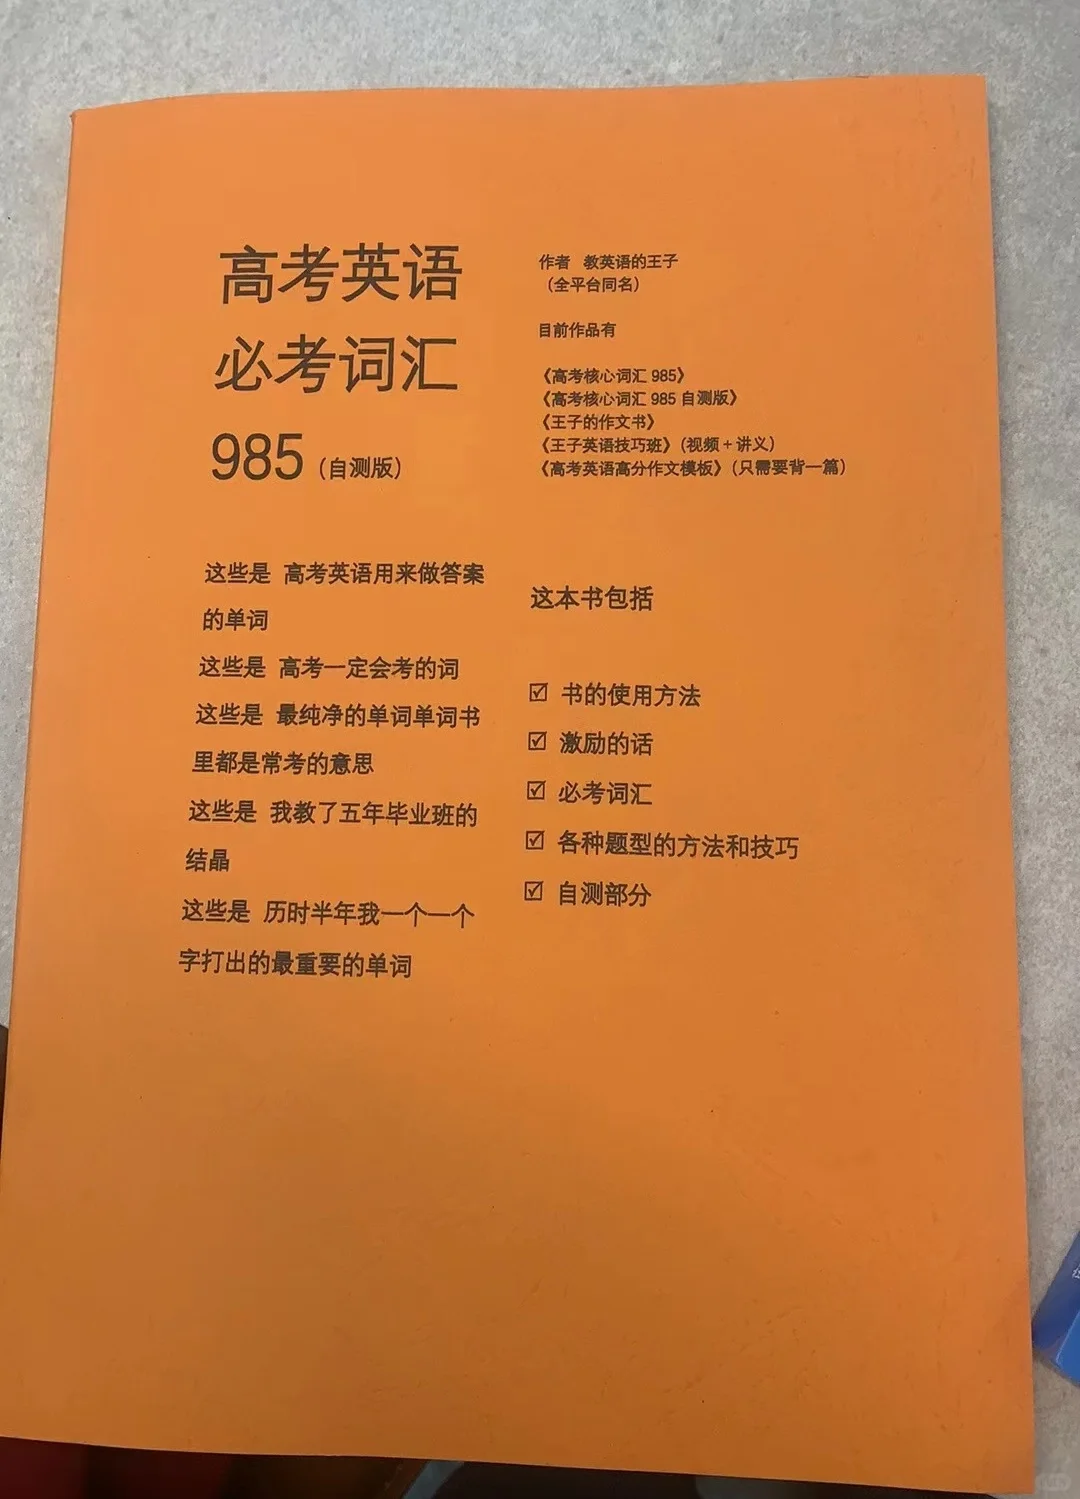 高考英语
必考词汇
985（自测版）
作者 教英语的王子
（全平台同名）
目前作品有
《高考核心词汇 985》
《高考核心词汇 985 自测版》
《王子的作文书》
《王子英语技巧班》（视频 + 讲义）
《高考英语高分作文模板》（只需要背一篇）
这些是 高考英语用来做答案
的单词
这些是 高考一定会考的词
这些是 最纯净的单词单词书
里都是常考的意思
这些是 我教了五年毕业班的
结晶
这些是 历时半年我一个一个
字打出的最重要的单词
这本书包括
☑ 书的使用方法
☑ 激励的话
☑ 必考词汇
☑ 各种题型的方法和技巧
☑ 自测部分